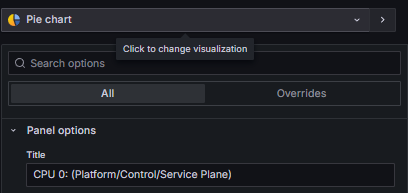 Pie chart
Click to change visualization
Search options
All
Overrides
Panel options
Title
CPU 0: (Platform/Control/Service Plane)